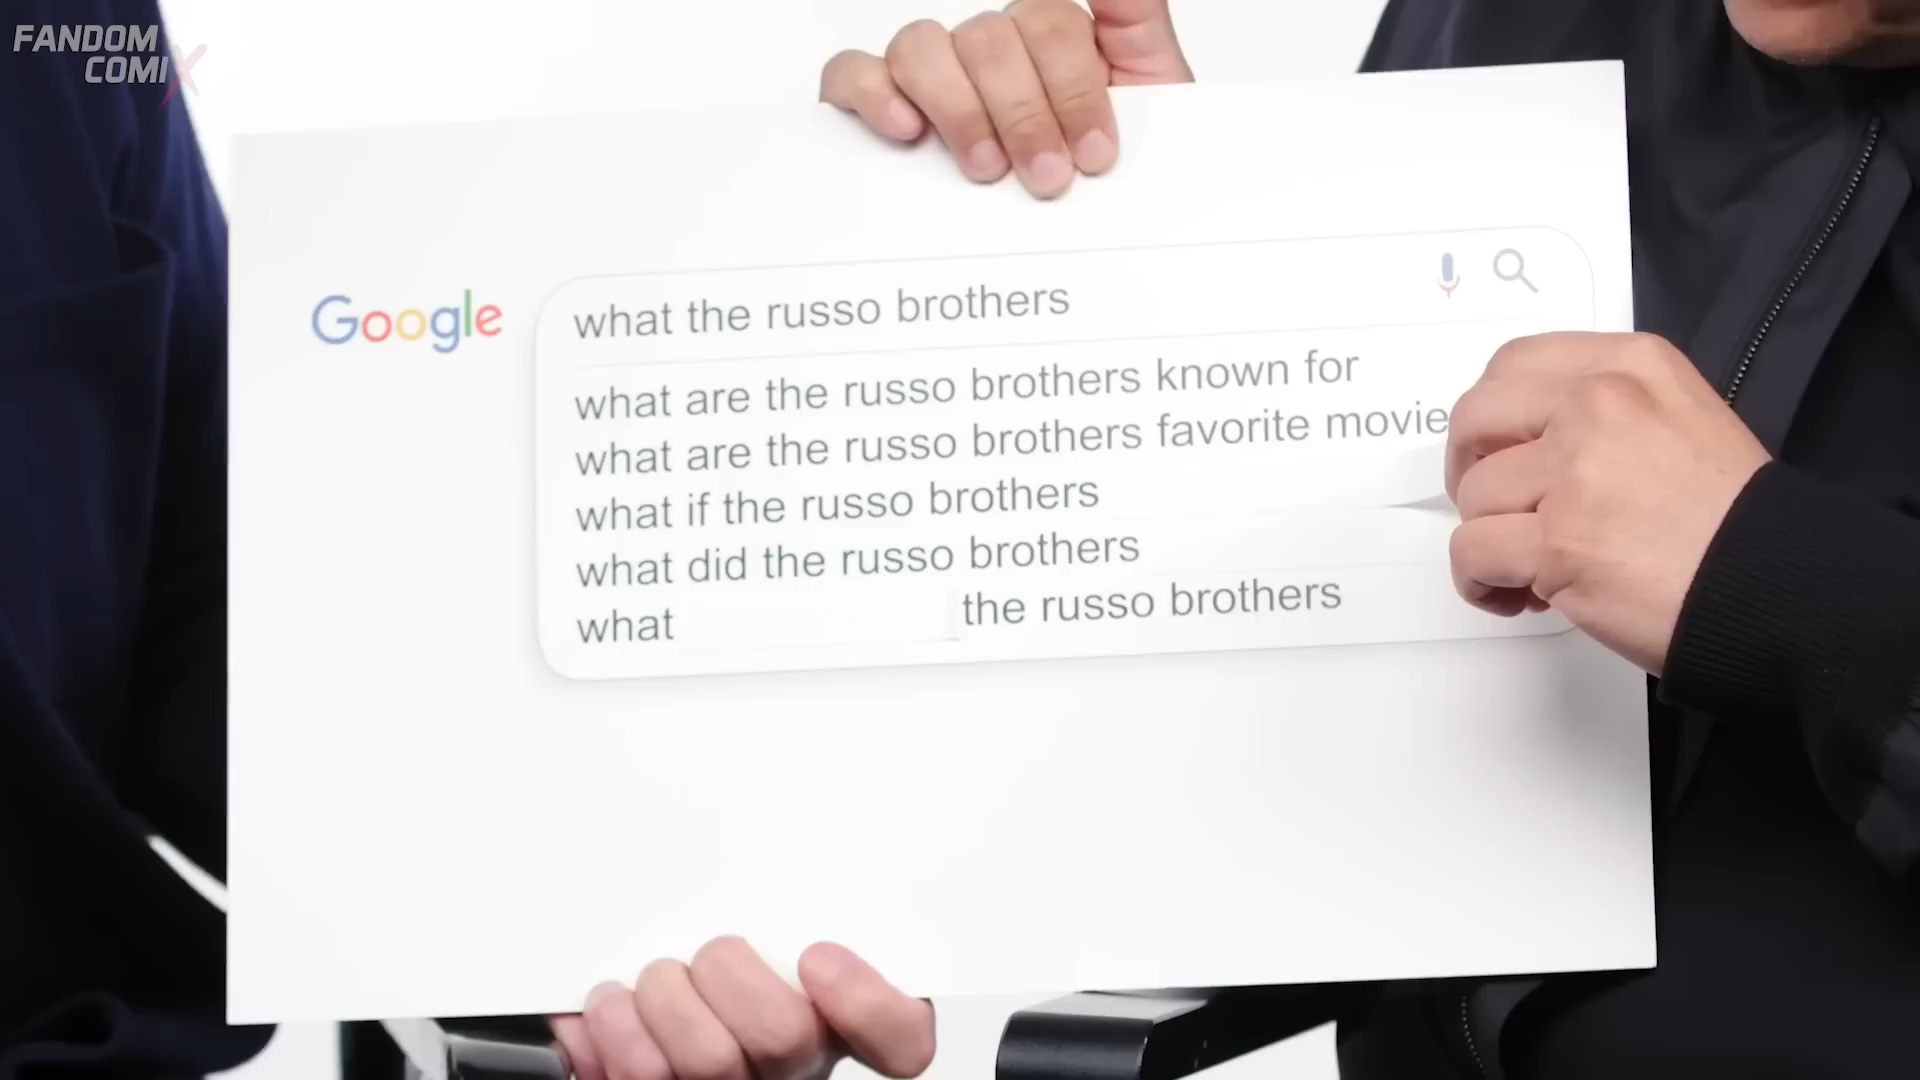 FANDOM
COMIX
Google
what the russo brothers
what are the russo brothers known for
what are the russo brothers favorite movie
what if the russo brothers
what did the russo brothers
what the russo brothers